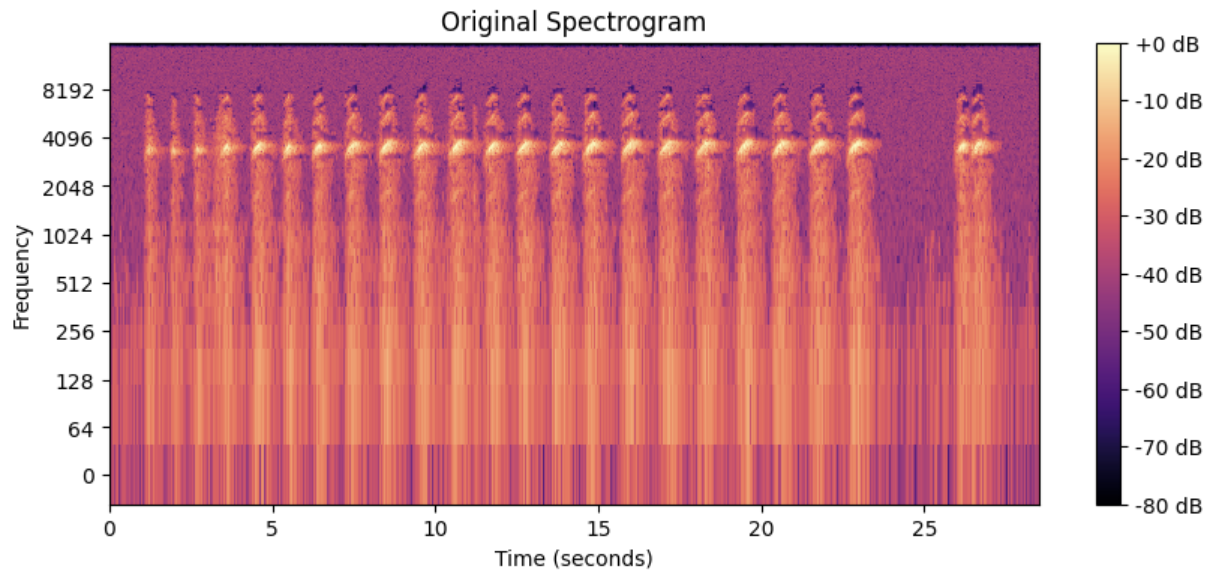 Original Spectrogram
Frequency
8192
4096
2048
1024
512
256
128
64
0
0 5 10 15 20 25
Time (seconds)
+0 dB
-10 dB
-20 dB
-30 dB
-40 dB
-50 dB
-60 dB
-70 dB
-80 dB